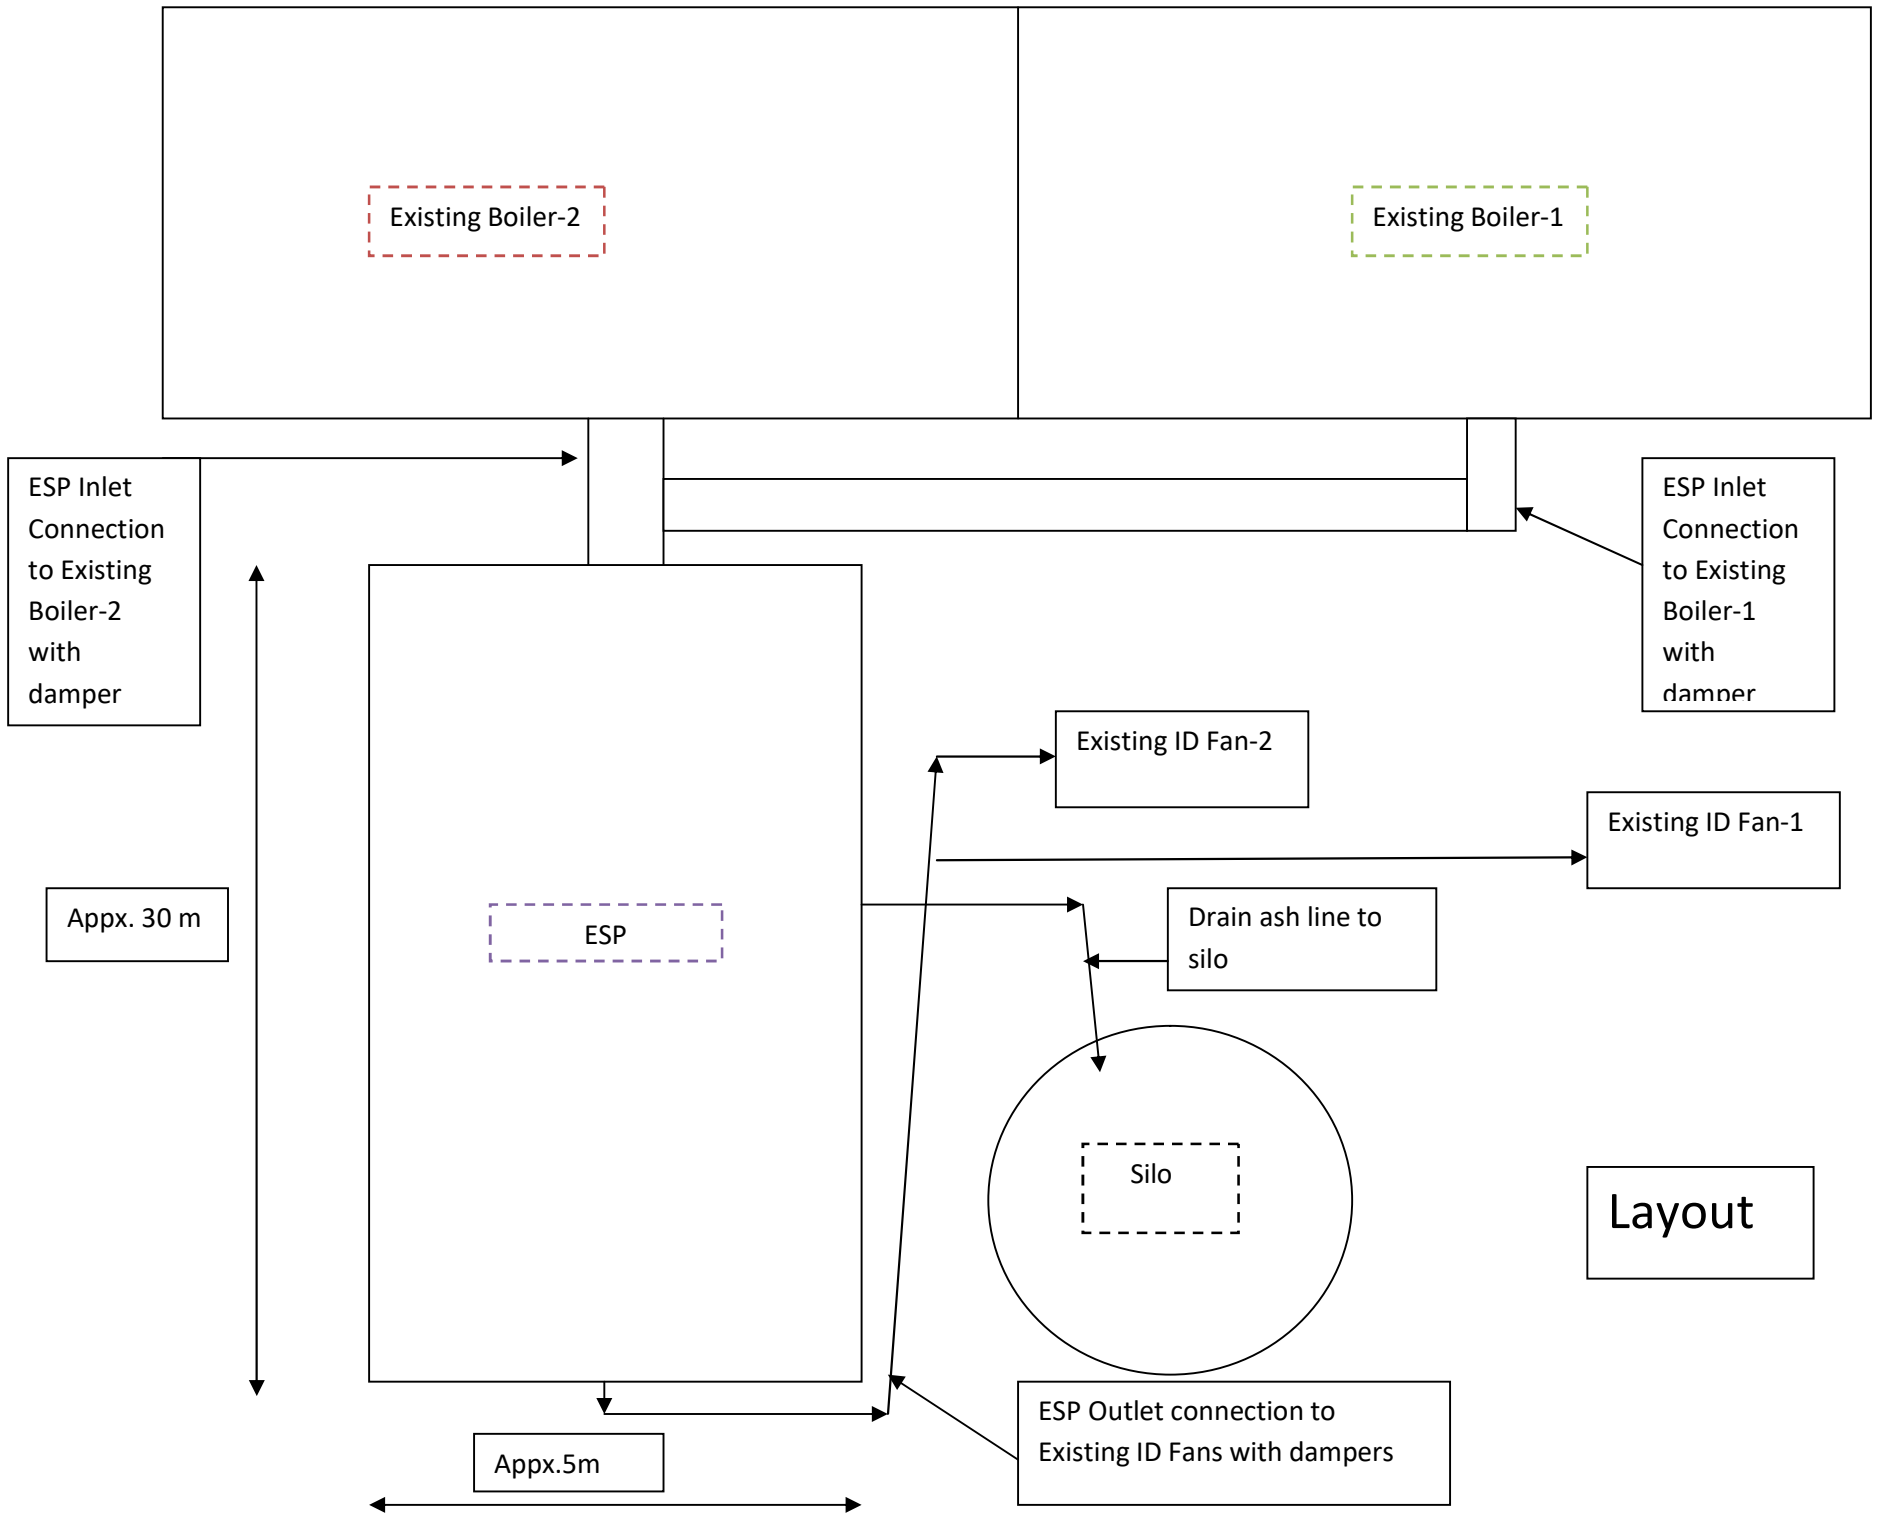 Existing Boiler-2
Existing Boiler-1
ESP Inlet
Connection
to Existing
Boiler-2
with
damper
ESP Inlet
Connection
to Existing
Boiler-1
with
damper
Existing ID Fan-2
Existing ID Fan-1
Appx. 30 m
ESP
Drain ash line to
silo
Silo
Layout
ESP Outlet connection to
Existing ID Fans with dampers
Appx.5m